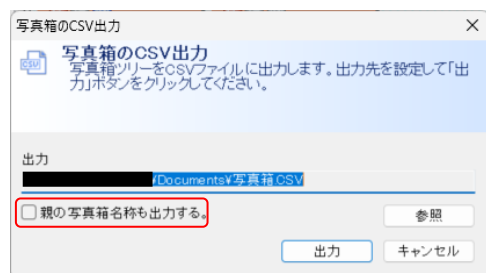 写真箱のCSV出力
写真箱のCSV出力
CSV
写真箱ツリーをCSVファイルに出力します。出力先を設定して「出
力」ボタンをクリックしてください。
出力
¥Documents¥写真箱.CSV
親の写真箱名称も出力する。
参照
出力
キャンセル